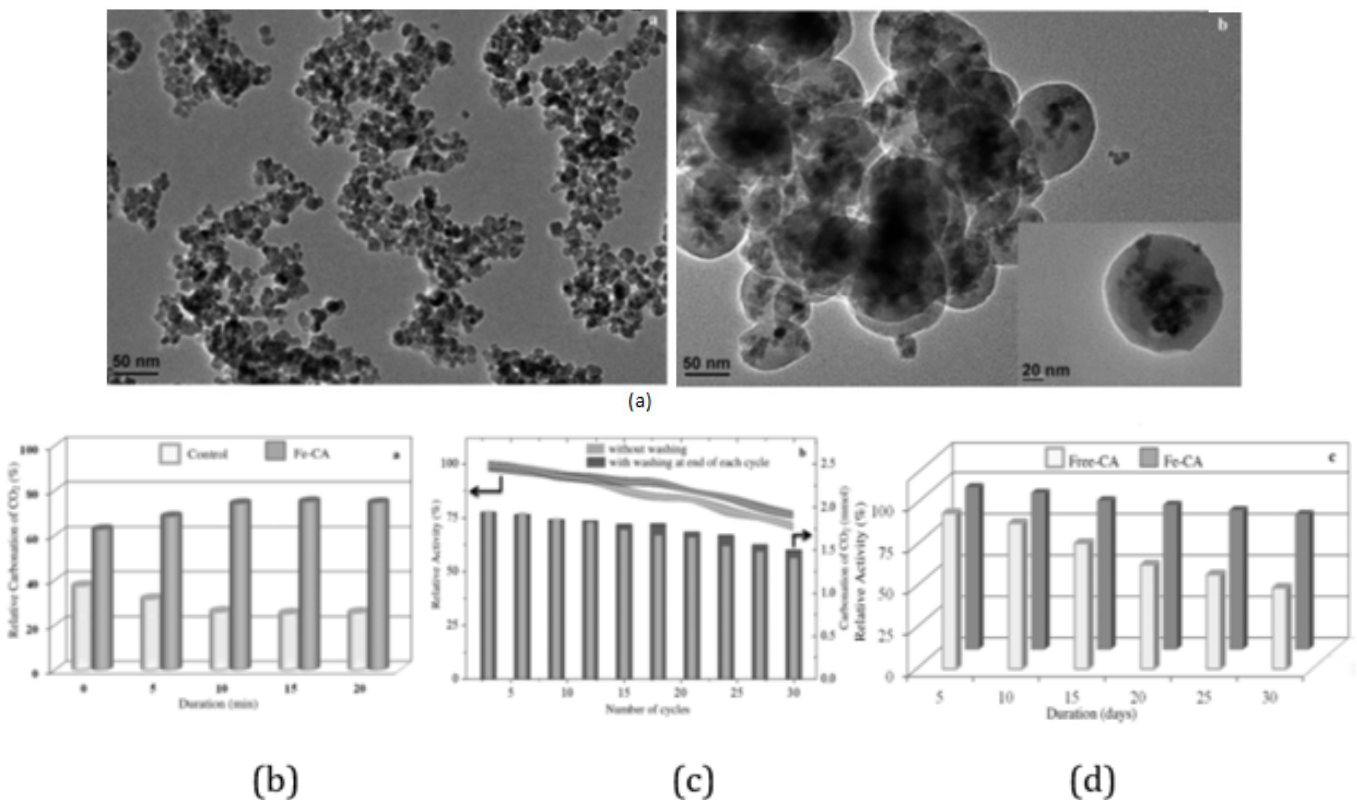 a
b
50 nm
50 nm
20 nm
(a)
Relative Carbonation of CO₂ (%)
100
80
60
40
20
0
Control
Fe-CA
a
0 5 10 15 20
Duration (min)
Relative Activity (%)
100
75
50
25
0
without washing
with washing at end of each cycle
b
2.5
2.0
1.5
1.0
0.5
0.0
Carbonation of CO₂ (mmol)
5 10 15 20 25 30
Number of cycles
Relative Activity (%)
100
75
50
25
0
Free-CA
Fe-CA
c
5 10 15 20 25 30
Duration (days)
(b) (c) (d)